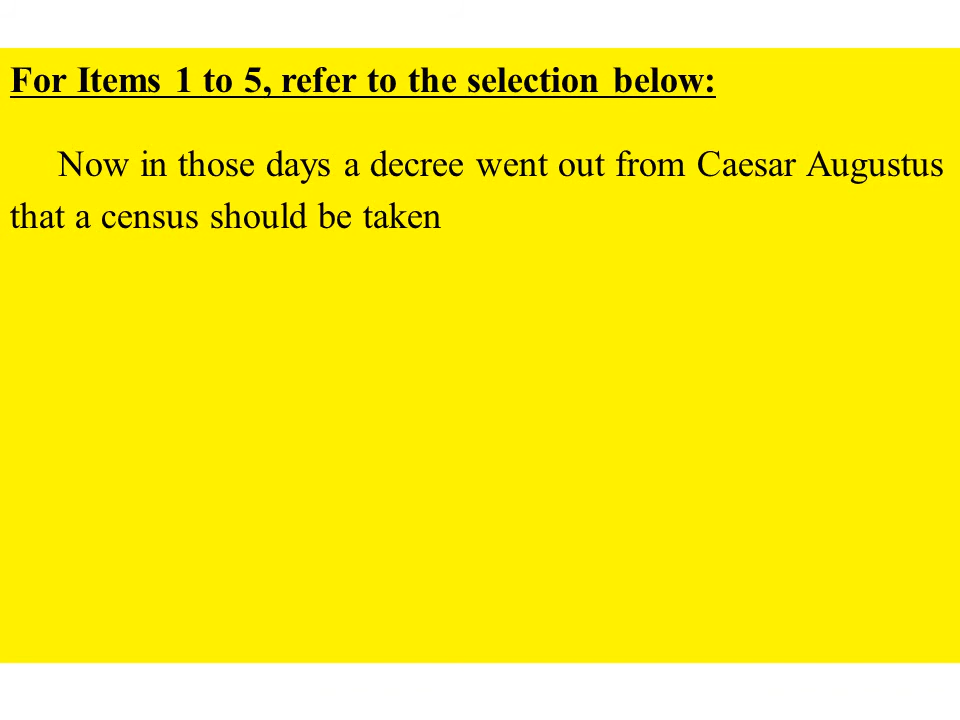 For Items 1 to 5, refer to the selection below:
Now in those days a decree went out from Caesar Augustus
that a census should be taken